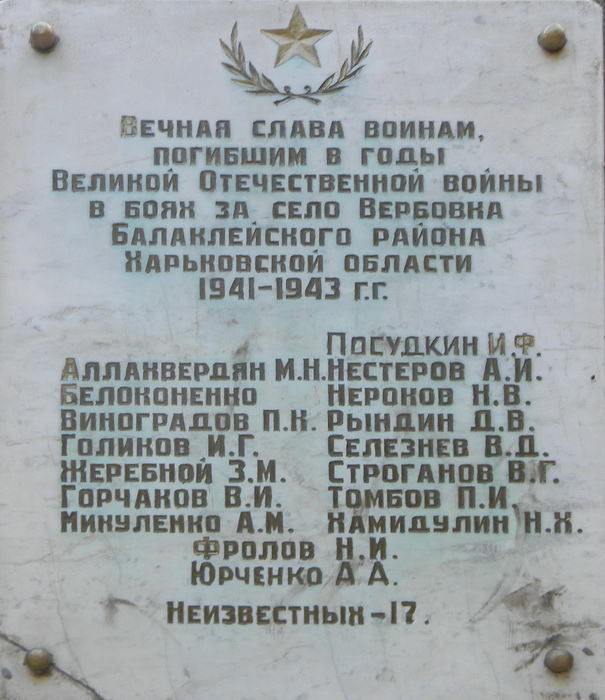 Вечная слава воинам,
погибшим в годы
Великой Отечественной войны
в боях за село Вербовка
Балаклейского района
Харьковской области
1941-1943 г.г.
Посудкин И.Ф.
Аллахвердян М.Н. Нестеров А.И.
Белоконенко Нероков Н.В.
Виноградов П.К. Рындин Д.В.
Голиков И.Г. Селезнев В.Д.
Жеребной З.М. Строганов В.Г.
Горчаков В.И. Томбов П.И.
Микуленко А.М. Хамидулин Н.Х.
Фролов Н.И.
Юрченко А.А.
Неизвестных-17.